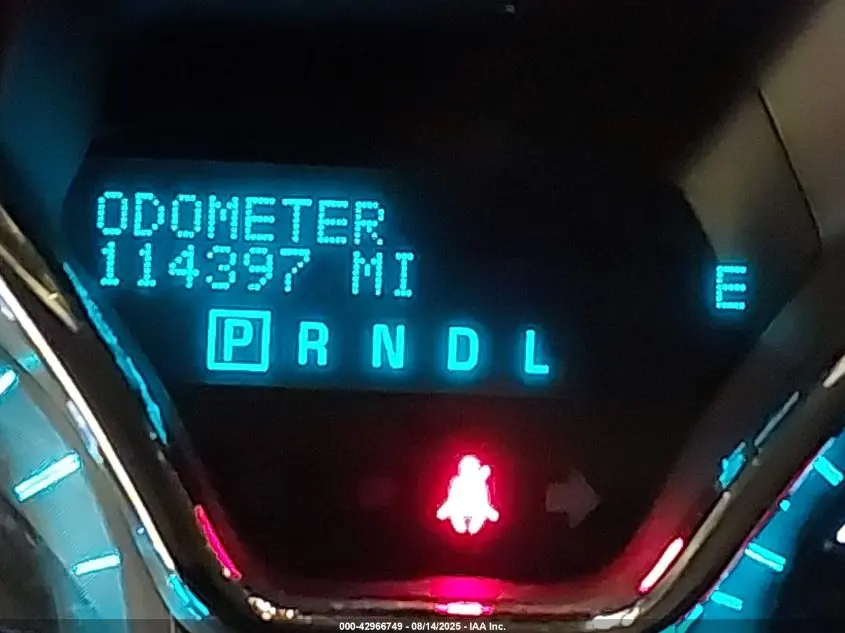 ODOMETER
114397 MI
E
P R N D L
000-42966749 - 08/14/2025 - IAA Inc.